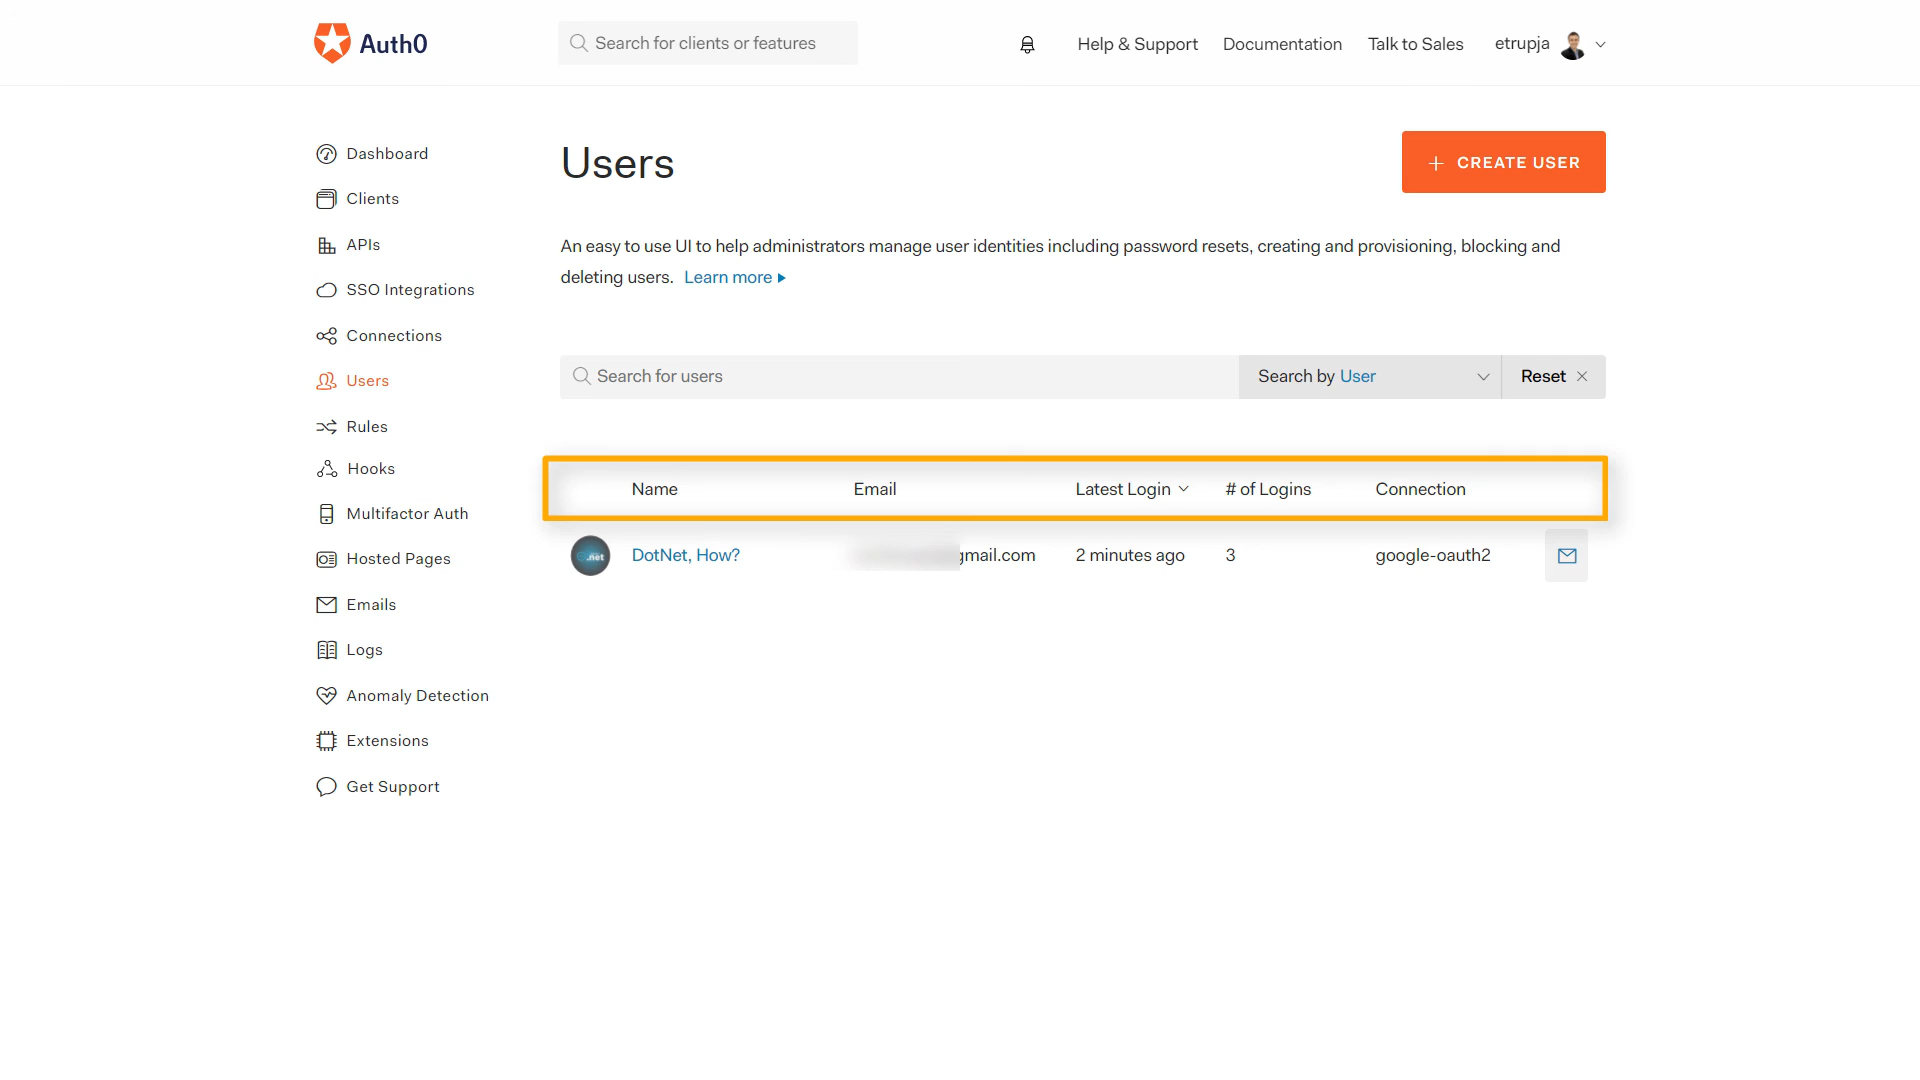 Auth0
Search for clients or features
Help & Support
Documentation
Talk to Sales
etrupja
Dashboard
Clients
APIs
SSO Integrations
Connections
Users
Rules
Hooks
Multifactor Auth
Hosted Pages
Emails
Logs
Anomaly Detection
Extensions
Get Support
Users
+ CREATE USER
An easy to use UI to help administrators manage user identities including password resets, creating and provisioning, blocking and
deleting users. Learn more
Search for users
Search by User
Reset
Name Email Latest Login # of Logins Connection
.net DotNet, How? gmail.com 2 minutes ago 3 google-oauth2